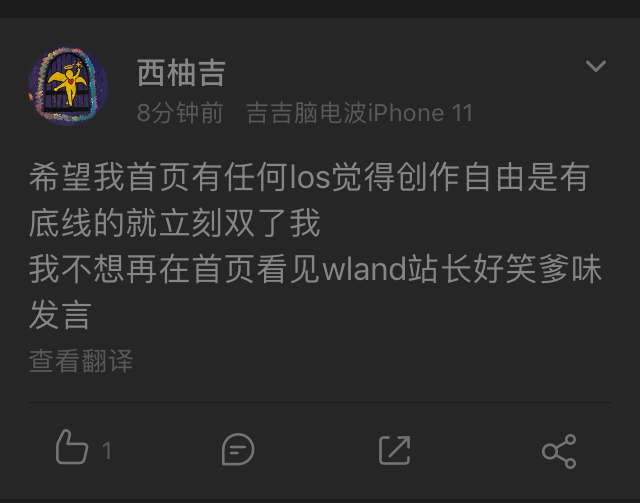 西柚吉
8分钟前 吉吉脑电波iPhone 11
希望我首页有任何los觉得创作自由是有
底线的就立刻双了我
我不想再在首页看见wland站长好笑爹味
发言
查看翻译
1